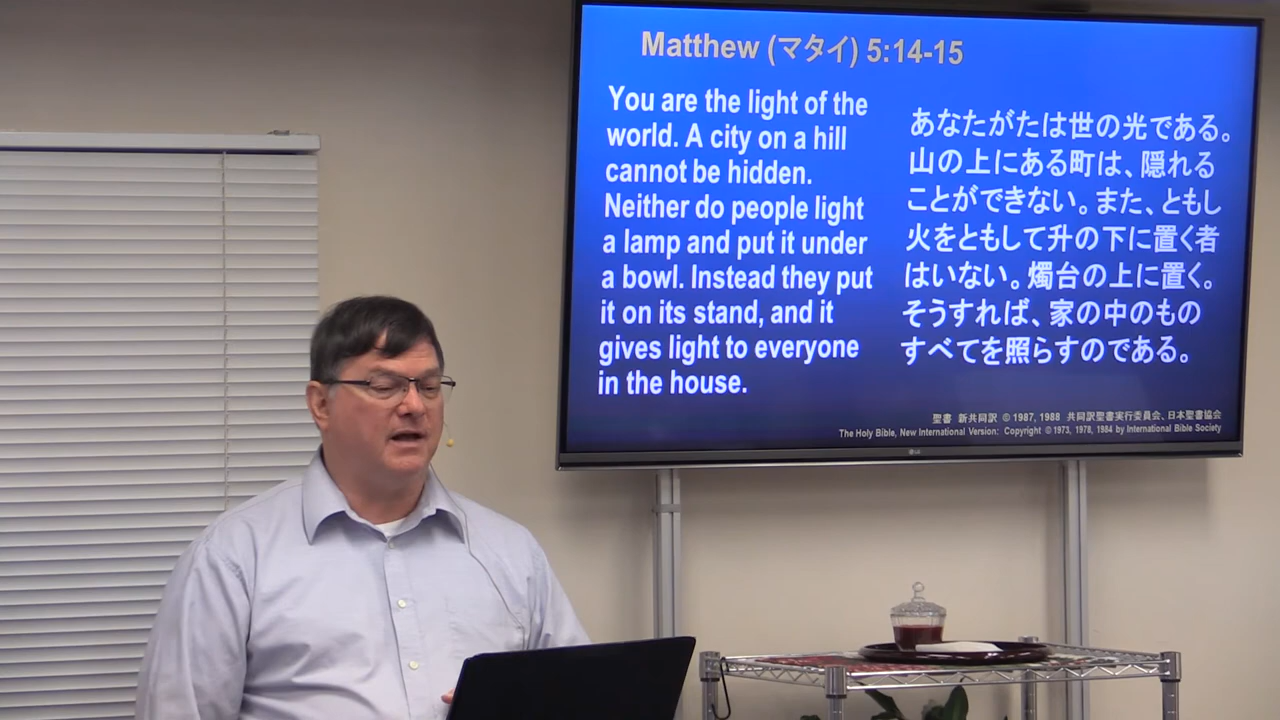 Matthew (マタイ) 5:14-15
You are the light of the
world. A city on a hill
cannot be hidden.
Neither do people light
a lamp and put it under
a bowl. Instead they put
it on its stand, and it
gives light to everyone
in the house.
あなたがたは世の光である。
山の上にある町は、隠れる
ことができない。また、ともし
火をともして升の下に置く者
はいない。燭台の上に置く。
そうすれば、家の中のもの
すべてを照らすのである。
聖書 新共同訳 © 1987, 1988 共同訳聖書実行委員会、日本聖書協会
The Holy Bible, New International Version: Copyright © 1973, 1978, 1984 by International Bible Society
LG